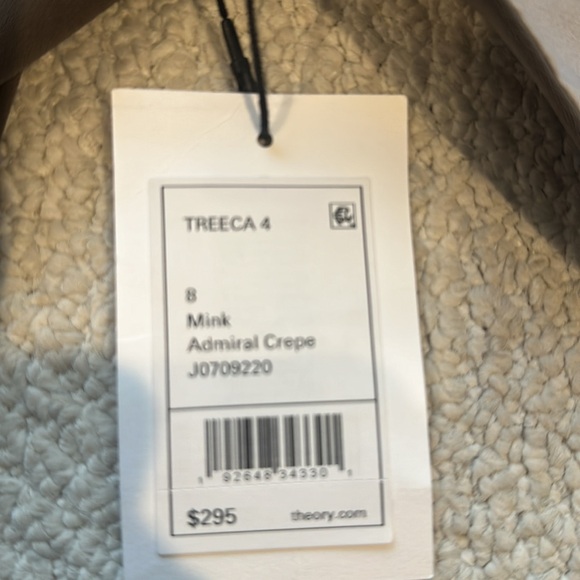 TREECA 4
8
Mink
Admiral Crepe
J0709220
$295 theory.com